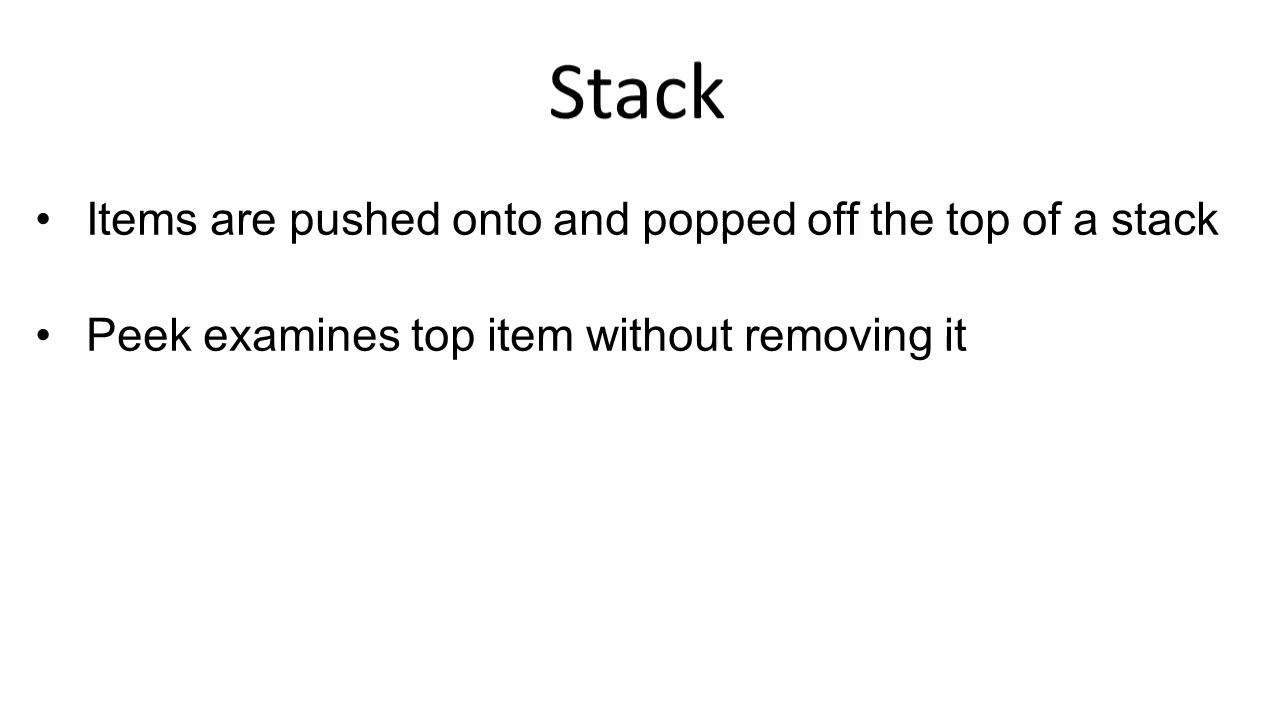 Stack
• Items are pushed onto and popped off the top of a stack
• Peek examines top item without removing it